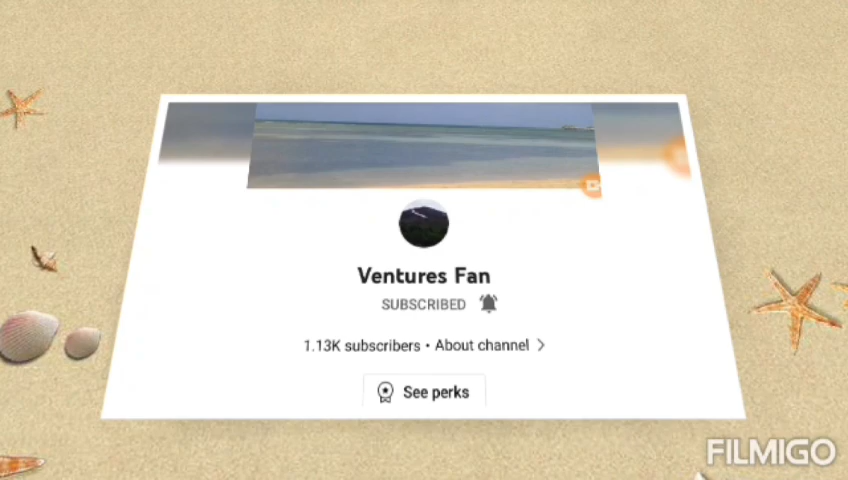 Ventures Fan
SUBSCRIBED
1.13K subscribers • About channel
See perks
FILMIGO